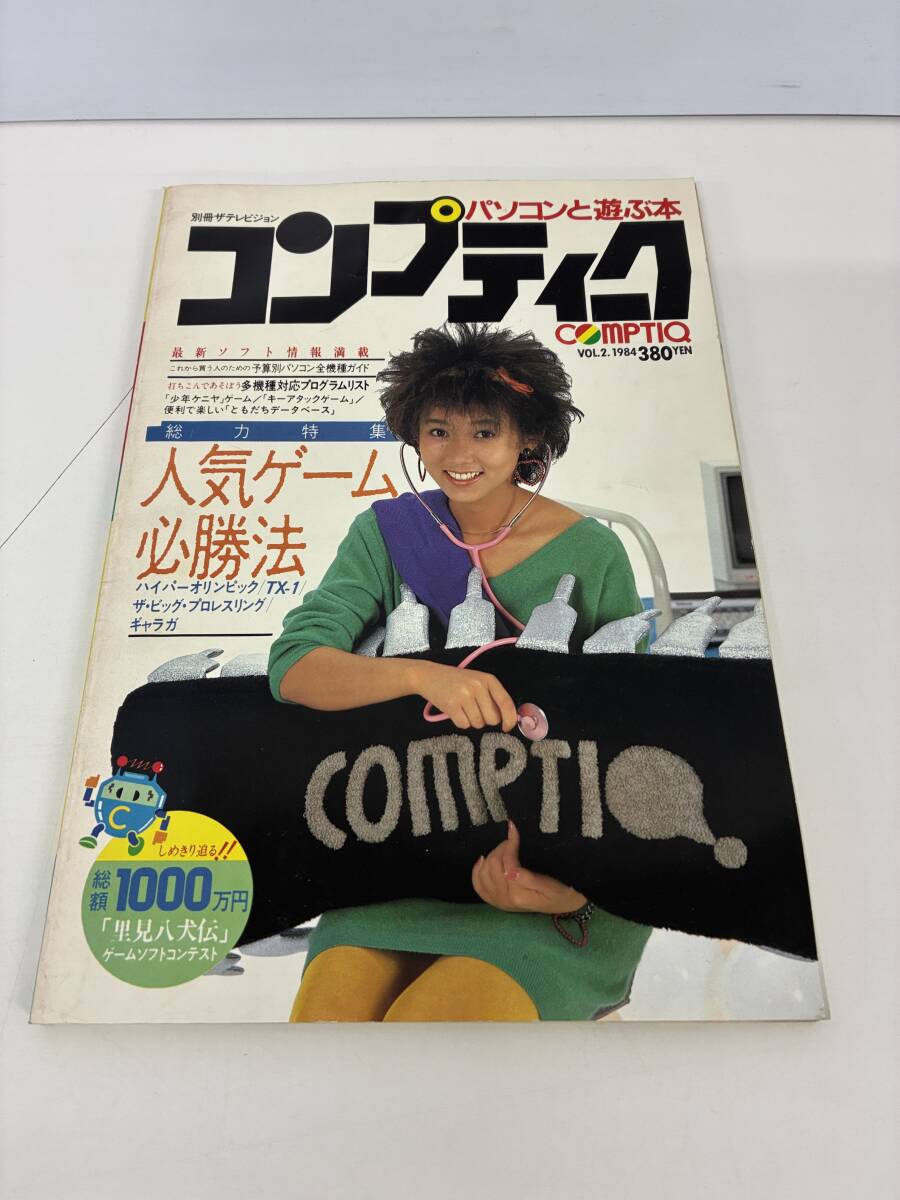 別冊ザテレビジョン
パソコンと遊ぶ本
コンプティーク
COMPTIQ
VOL.2. 1984 380YEN
最新ソフト情報満載
これから買う人のための予算別パソコン全機種ガイド
打ちこんであそぼう多機種対応プログラムリスト
「少年ケニヤ」ゲーム/「キーアタックゲーム」/
便利で楽しい「ともだちデータベース」
総力特集
人気ゲーム
必勝法
ハイパーオリンピック/TX-1/
ザ・ビッグ・プロレスリング/
ギャラガ
COMPTIQ
C
しめきり迫る!!
総額1000万円
「里見八犬伝」
ゲームソフトコンテスト